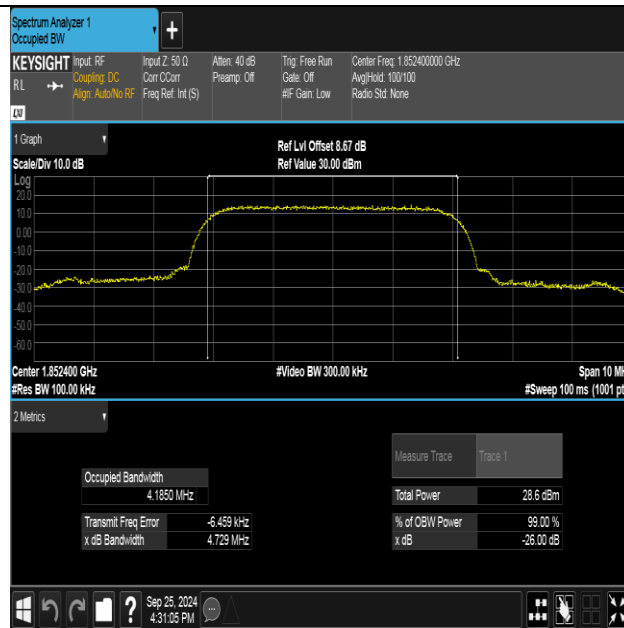 Spectrum Analyzer 1
Occupied BW
+
KEYSIGHT Input: RF Input Z: 50 Ω Atten: 40 dB Trig: Free Run Center Freq: 1.852400000 GHz
RL Coupling: DC Corr CCorr Preamp: Off Gate: Off Avg|Hold: 100/100
Align: Auto/No RF Freq Ref: Int (S) #IF Gain: Low Radio Std: None
LXI
1 Graph
Ref Lvl Offset 8.67 dB
Scale/Div 10.0 dB Ref Value 30.00 dBm
Log
20.0
10.0
0.00
-10.0
-20.0
-30.0
-40.0
-50.0
-60.0
Center 1.852400 GHz #Video BW 300.00 kHz Span 10 M
#Res BW 100.00 kHz #Sweep 100 ms (1001 pt
2 Metrics
Measure Trace Trace 1
Occupied Bandwidth
4.1850 MHz Total Power 28.6 dBm
Transmit Freq Error -6.459 kHz % of OBW Power 99.00 %
x dB Bandwidth 4.729 MHz x dB -26.00 dB
? Sep 25, 2024
4:31:05 PM